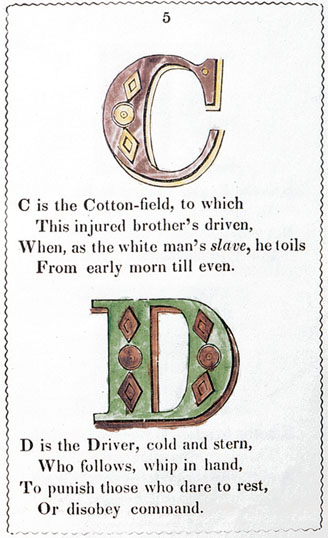 5
C
C is the Cotton-field, to which
This injured brother's driven,
When, as the white man's slave, he toils
From early morn till even.
D
D is the Driver, cold and stern,
Who follows, whip in hand,
To punish those who dare to rest,
Or disobey command.